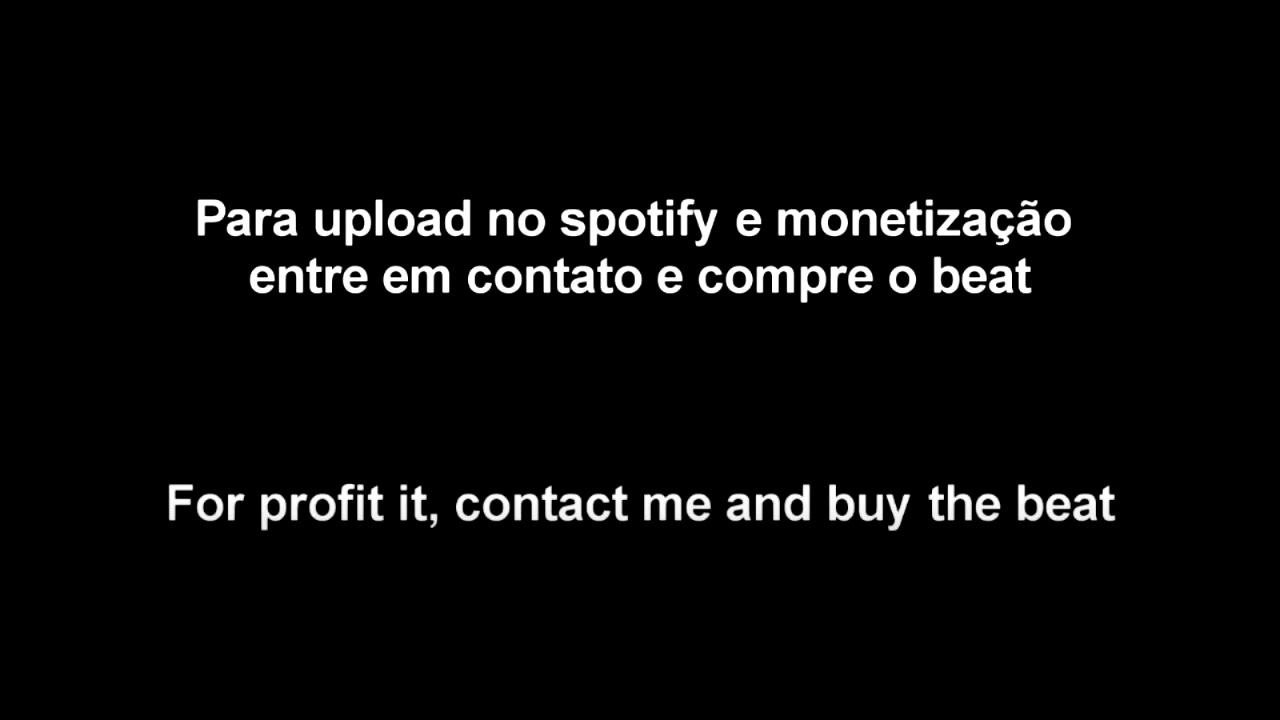 Para upload no spotify e monetização
entre em contato e compre o beat
For profit it, contact me and buy the beat